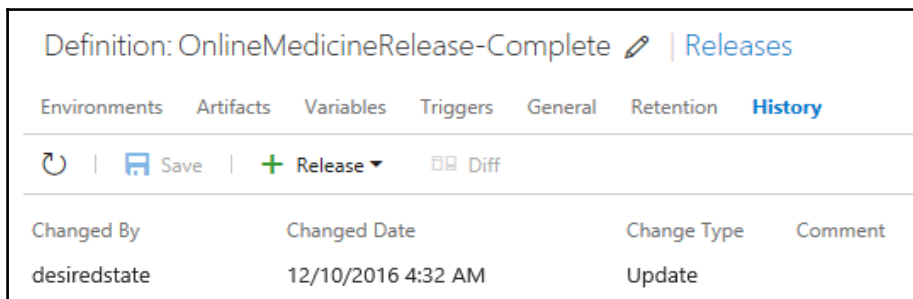 Definition: OnlineMedicineRelease-Complete | Releases
Environments Artifacts Variables Triggers General Retention History
Save | Release Diff
Changed By Changed Date Change Type Comment
desiredstate 12/10/2016 4:32 AM Update